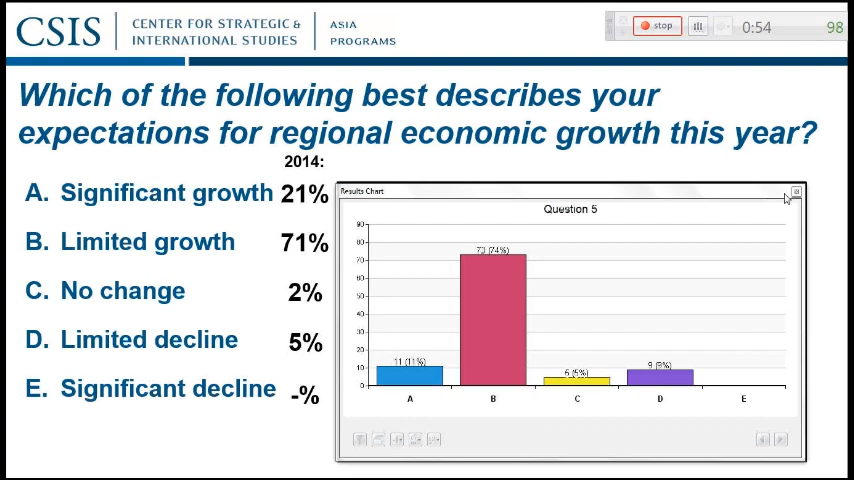 CSIS
CENTER FOR STRATEGIC &
INTERNATIONAL STUDIES
ASIA
PROGRAMS
stop
0:54
98
Which of the following best describes your
expectations for regional economic growth this year?
2014:
A. Significant growth 21%
B. Limited growth 71%
C. No change 2%
D. Limited decline 5%
E. Significant decline -%
Results Chart
Question 5
90
80
70
60
50
40
30
20
10
0
11 (11%)
(74%)
(5%)
9 (9%)
A
B
C
D
E